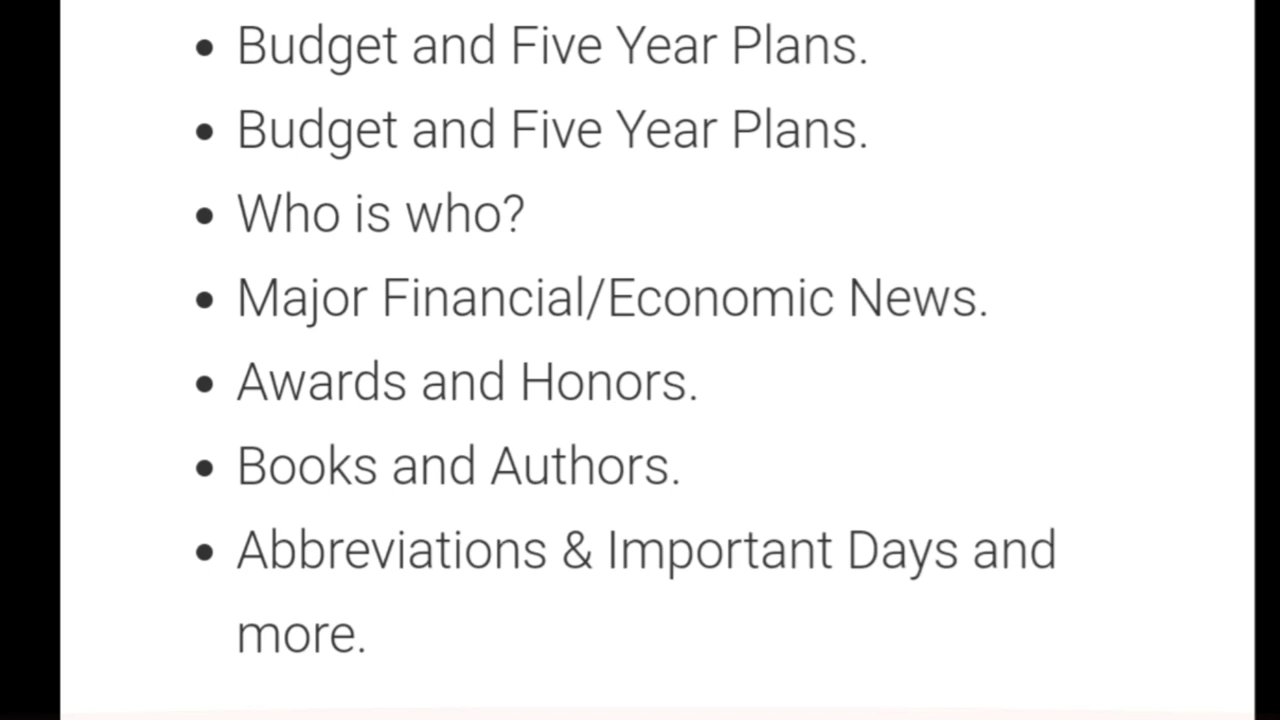 • Budget and Five Year Plans.
• Budget and Five Year Plans.
• Who is who?
• Major Financial/Economic News.
• Awards and Honors.
• Books and Authors.
• Abbreviations & Important Days and
more.